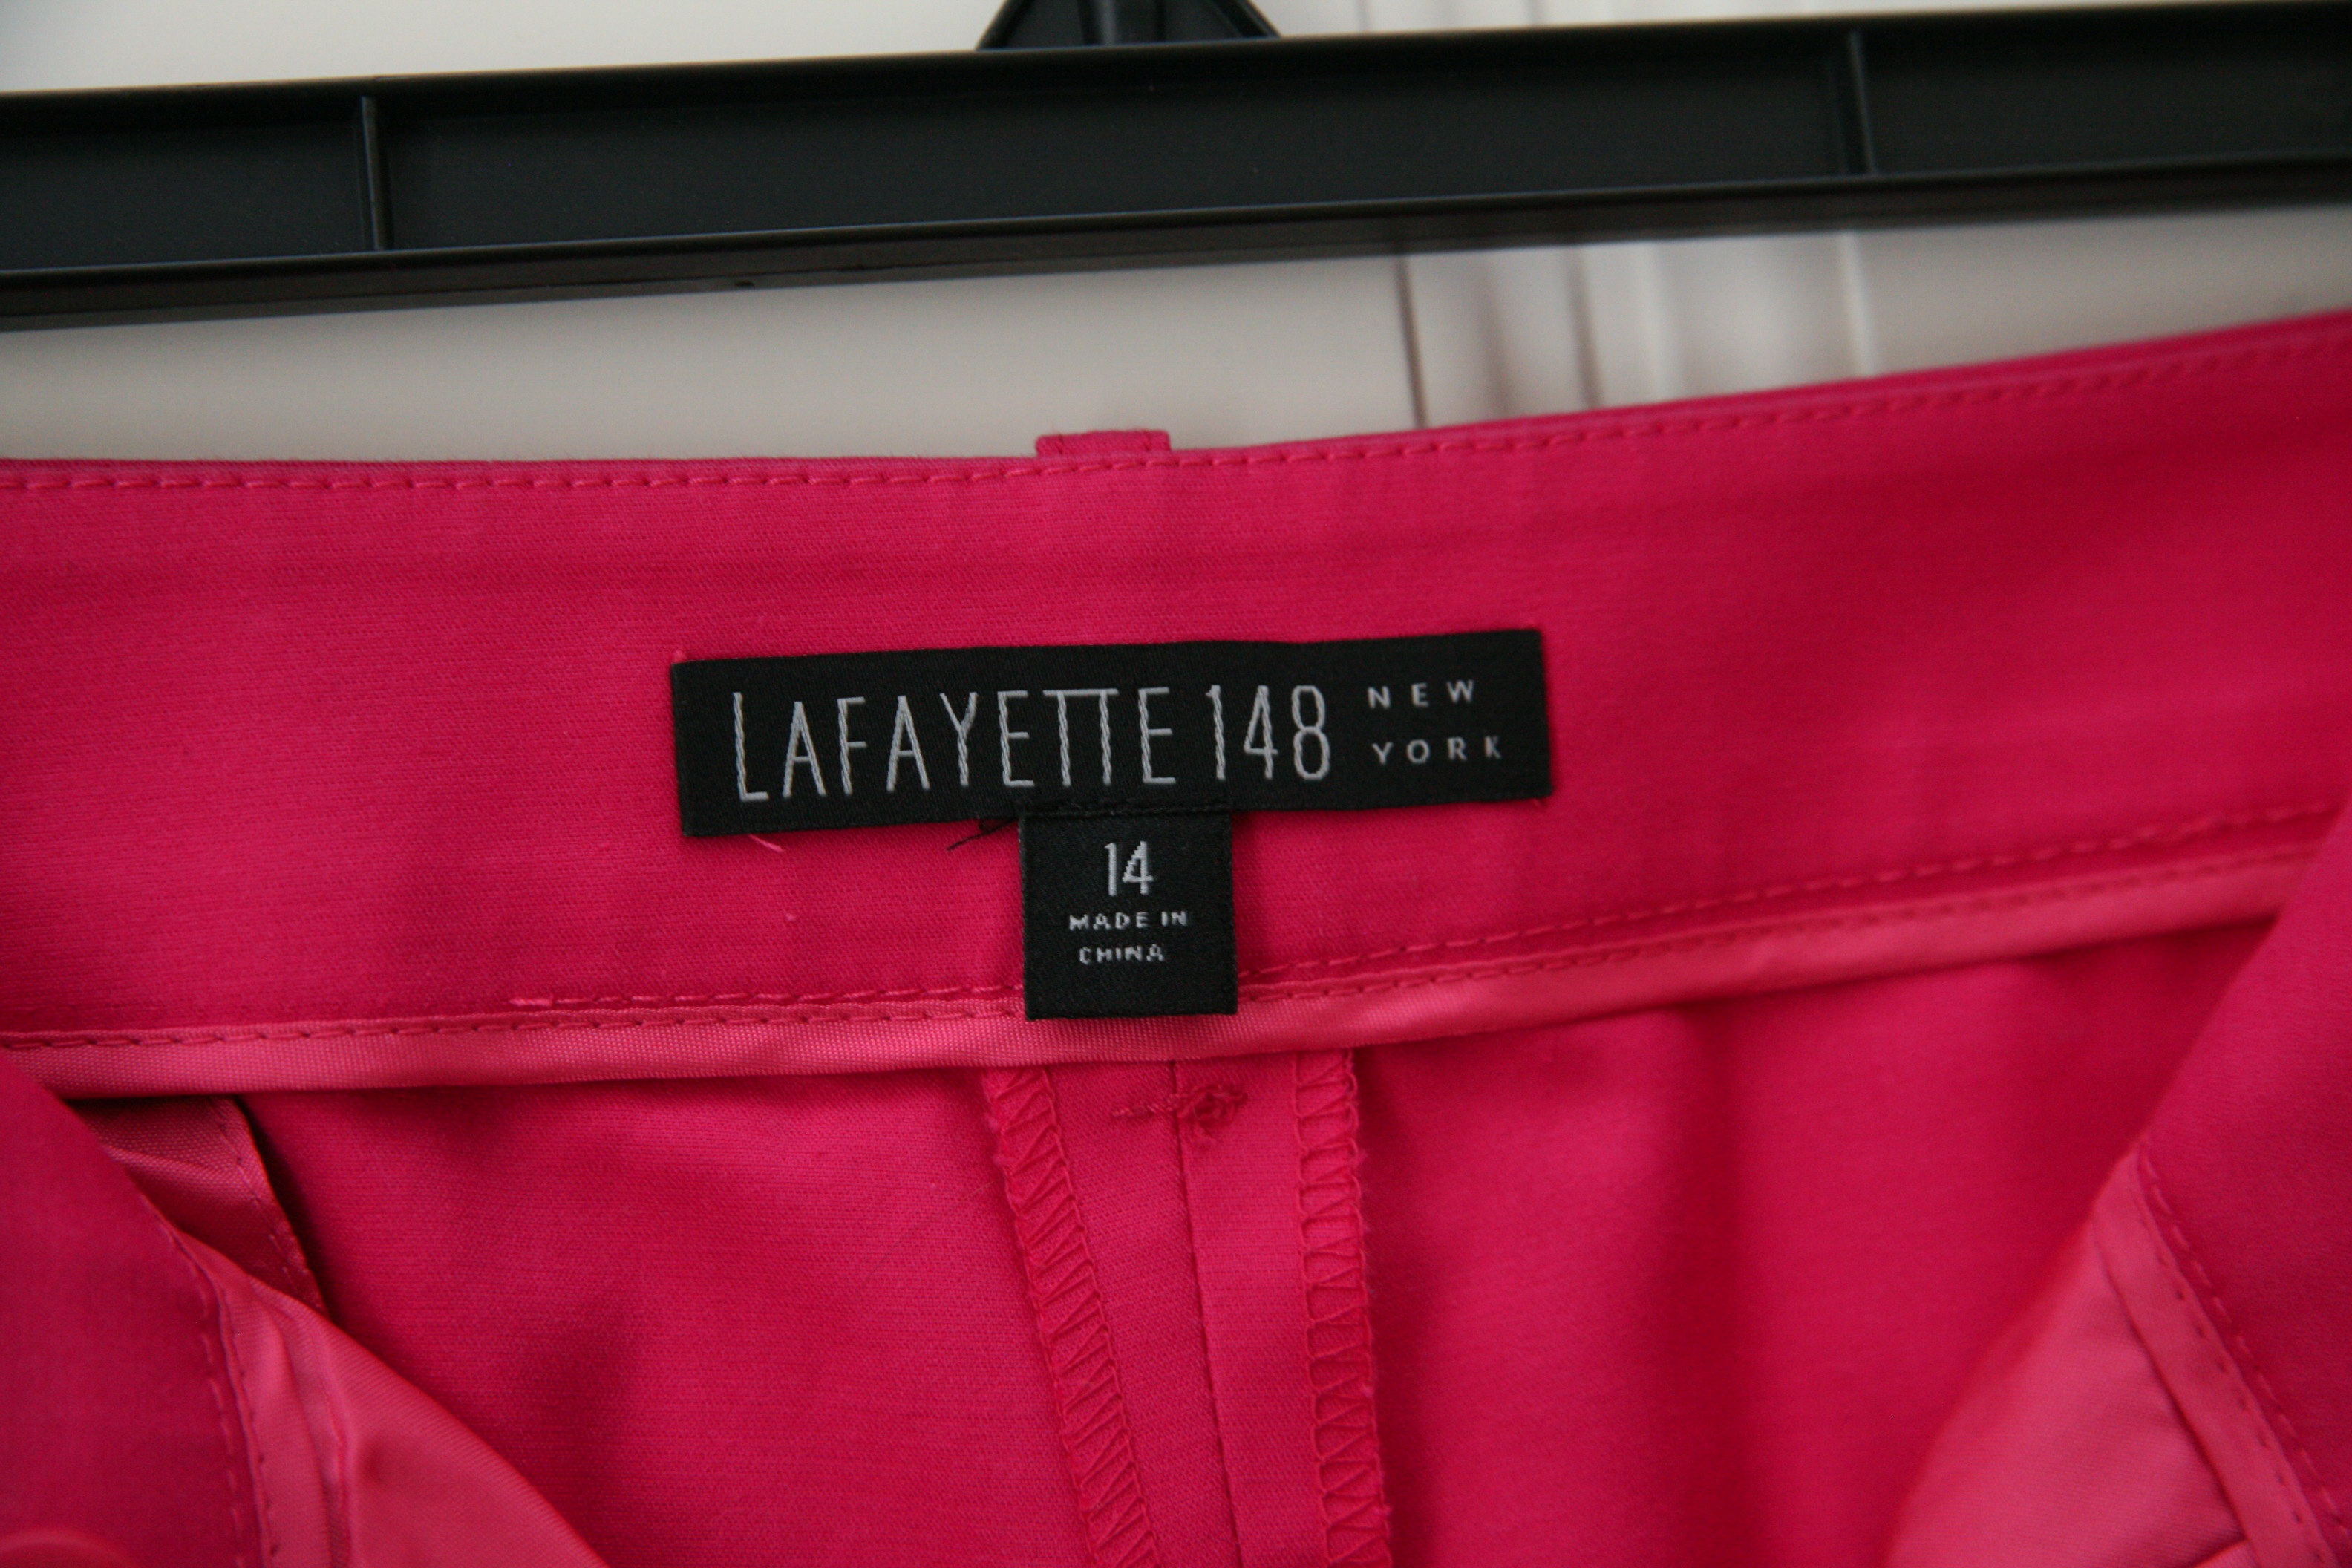 LAFAYETTE 148 NEW YORK
14
MADE IN
CHINA